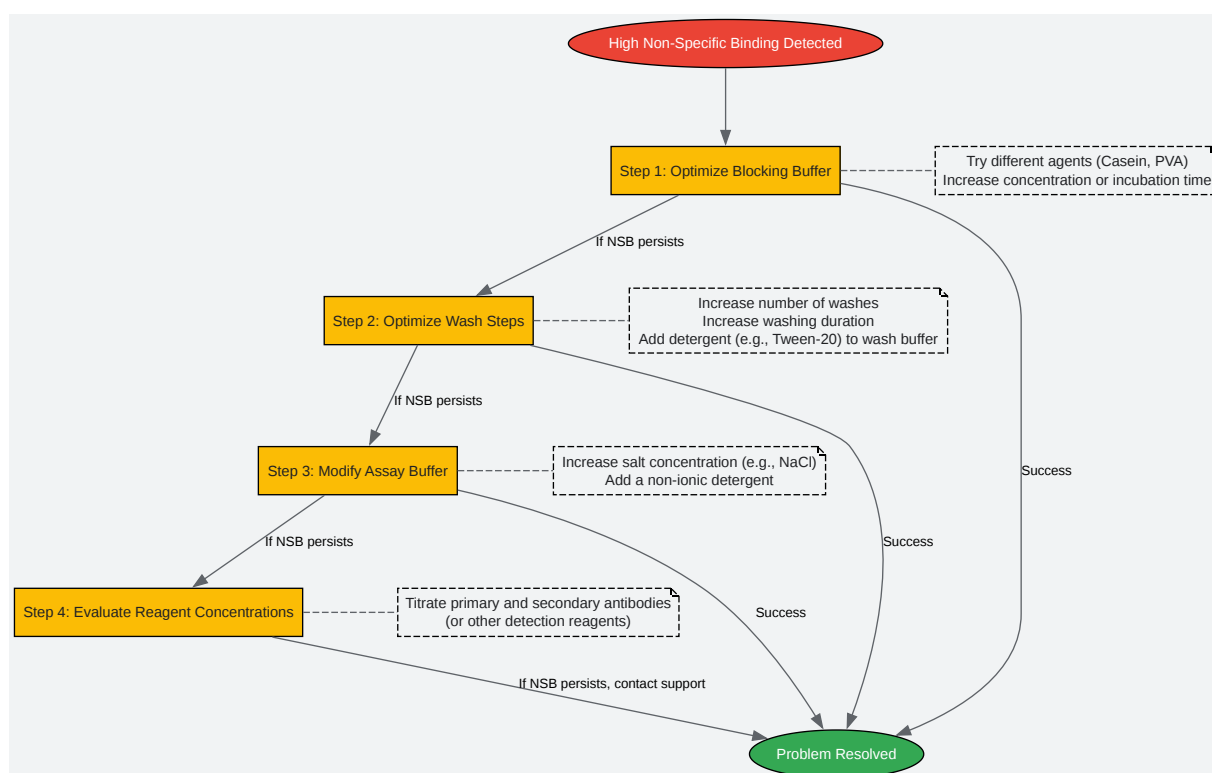 High Non-Specific Binding Detected
Step 1: Optimize Blocking Buffer
Try different agents (Casein, PVA)
Increase concentration or incubation time
If NSB persists
Step 2: Optimize Wash Steps
Increase number of washes
Increase washing duration
Add detergent (e.g., Tween-20) to wash buffer
If NSB persists
Step 3: Modify Assay Buffer
Increase salt concentration (e.g., NaCl)
Add a non-ionic detergent
Success
If NSB persists
Success
Step 4: Evaluate Reagent Concentrations
Titrate primary and secondary antibodies
(or other detection reagents)
Success
If NSB persists, contact support
Problem Resolved